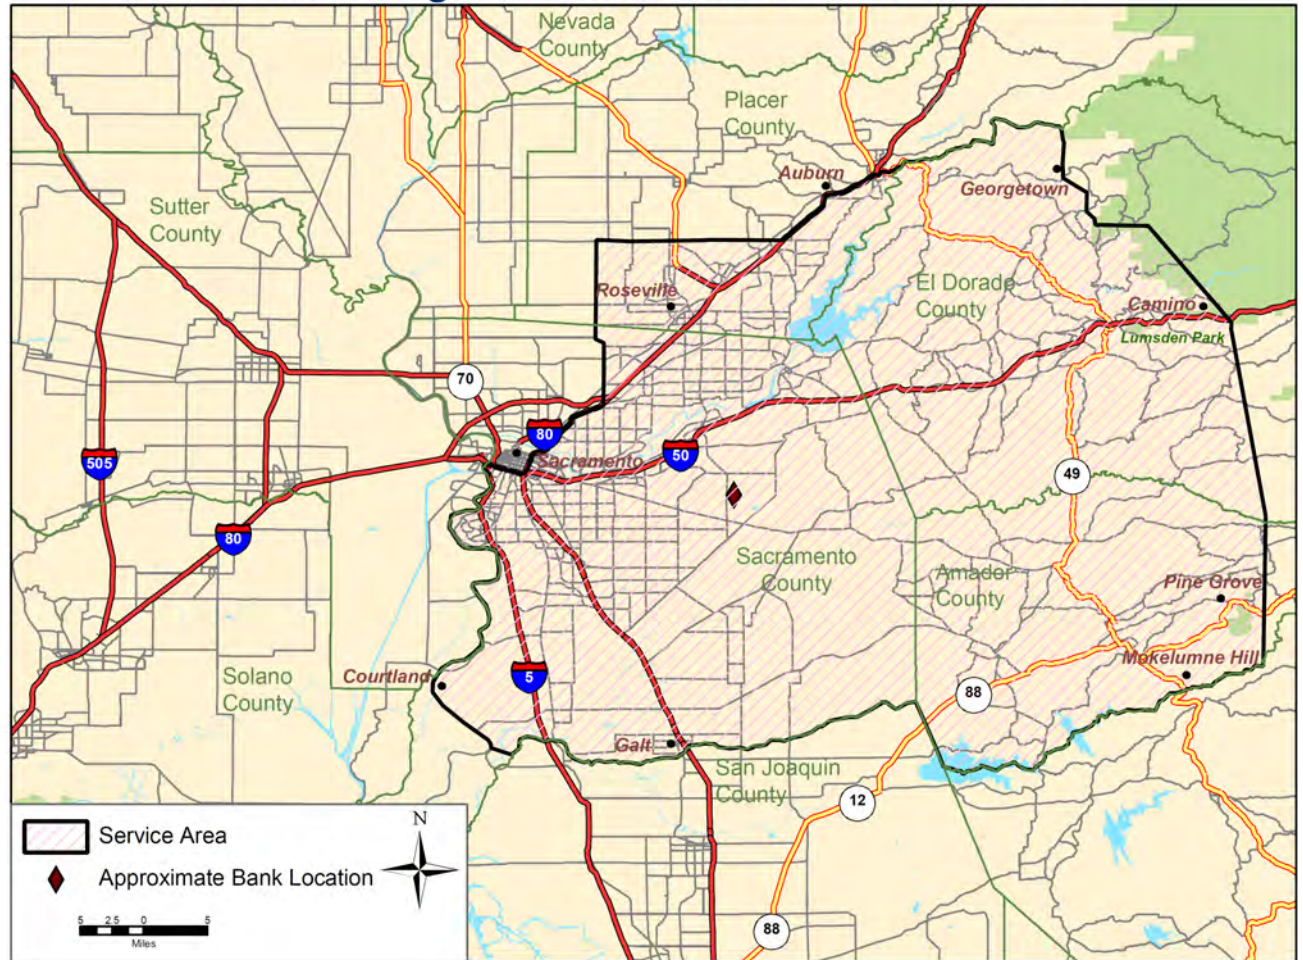 Nevada
County
Placer
County
Auburn
Georgetown
Sutter
County
Roseville
El Dorado
County
Camino
Lumsden Park
70
80
Sacramento
50
505
49
80
Sacramento
County
Amador
County
Pine Grove
Mokelumne Hill
Solano
County
Courtland
5
88
Galt
San Joaquin
County
12
88
Service Area
Approximate Bank Location
N
5 2.5 0 5
Miles